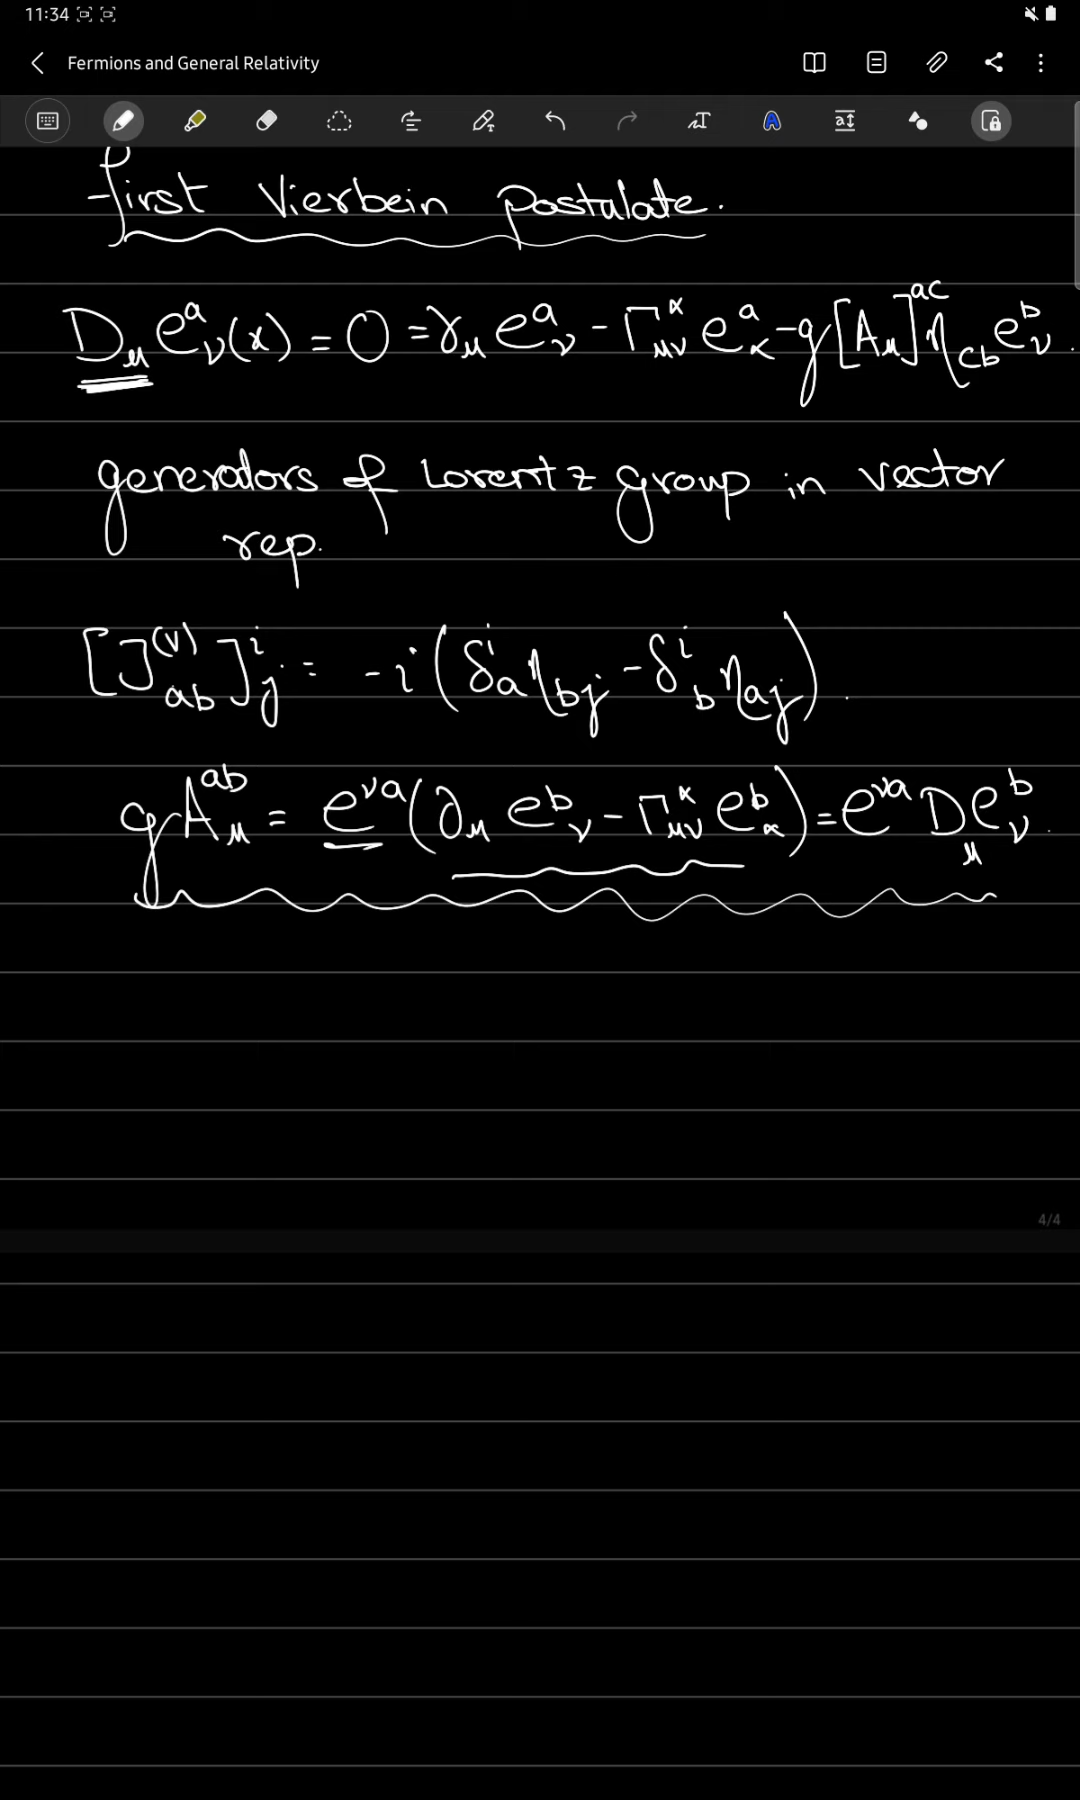 11:34
Fermions and General Relativity
first Vierbein postulate.
D_μ e^a_ν(x) = 0 = ∂_μ e^a_ν - Γ^α_μν e^a_α - g[A_μ]^ac η_cb e^b_ν.
generators of Lorentz group in vector
rep.
[J^(V)_ab]^i_j = -i(δ^i_a η_bj - δ^i_b η_aj).
gA^ab_μ = e^νa(∂_μ e^b_ν - Γ^α_μν e^b_α) = e^νa D_μ e^b_ν.
4/4